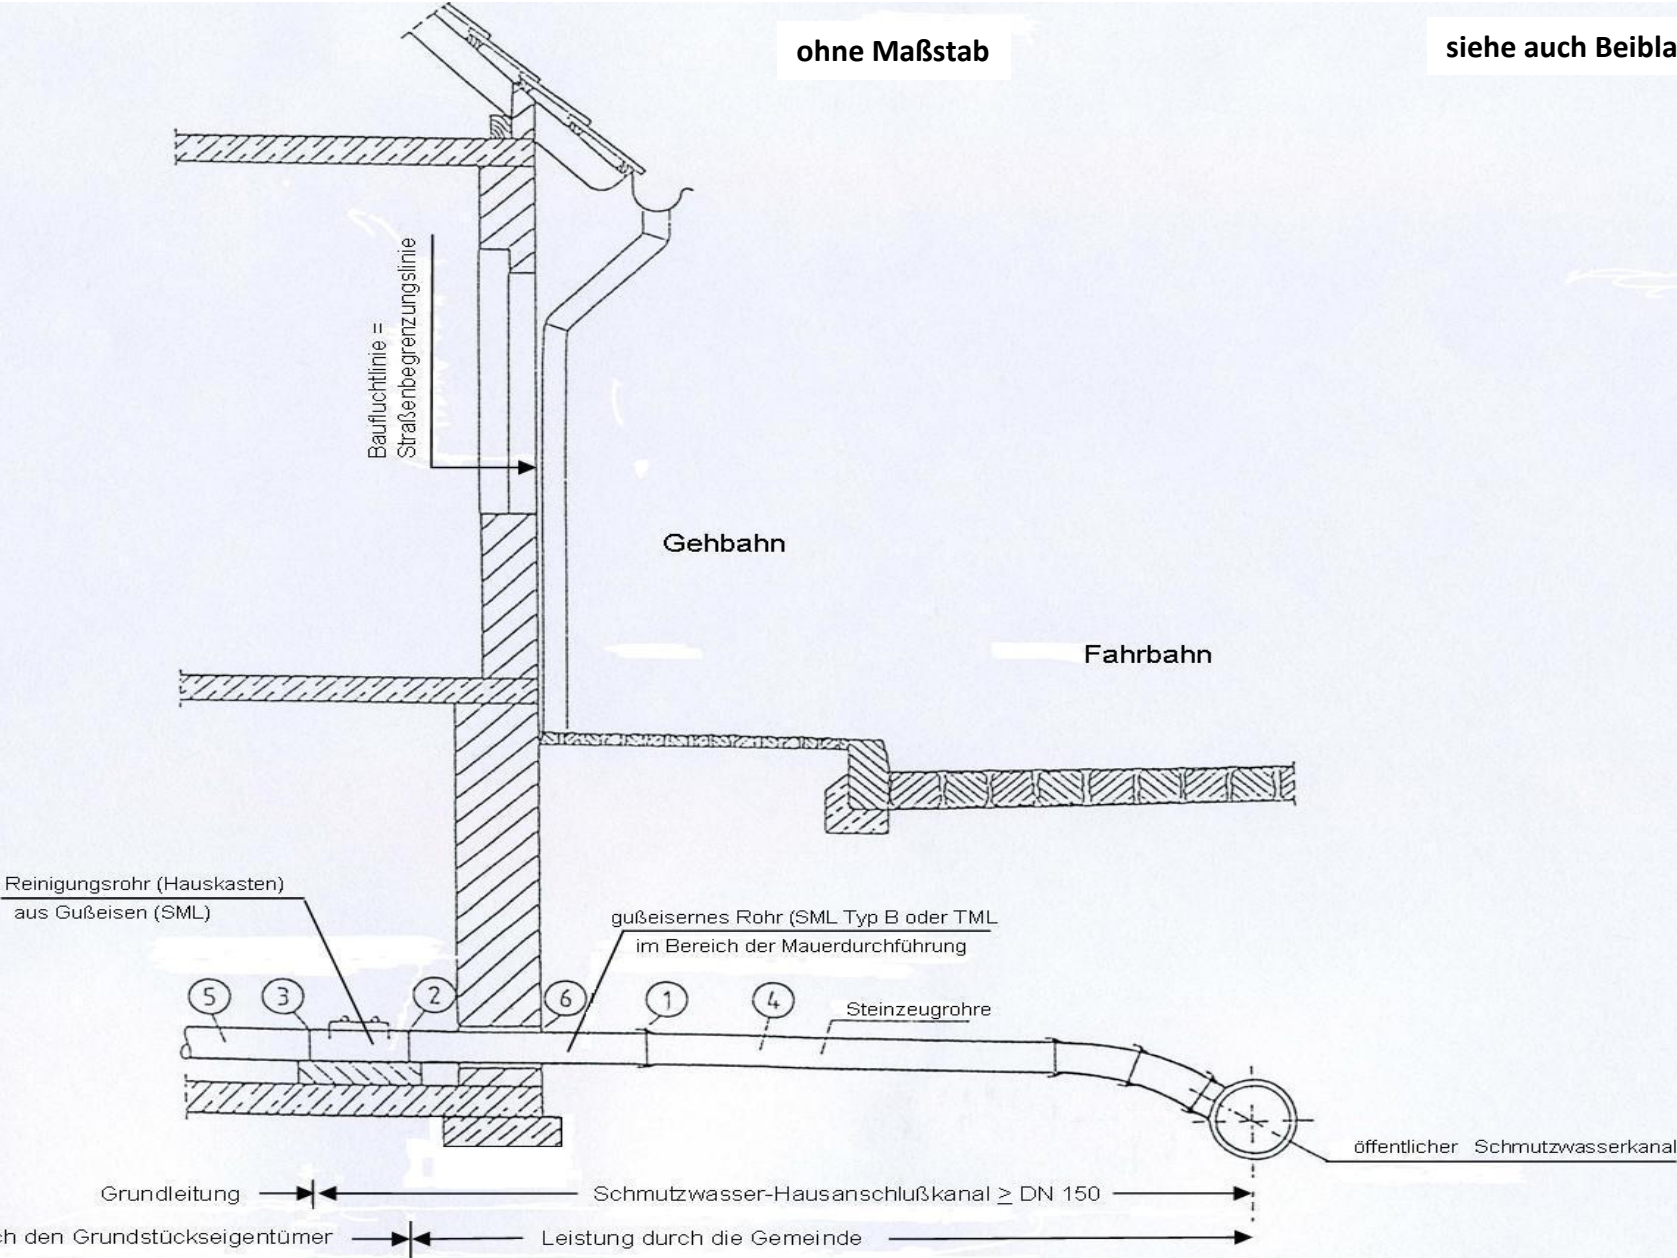 ohne Maßstab
siehe auch
Baufluchtlinie =
Straßenbegrenzungslinie
Gehbahn
Fahrbahn
Reinigungsrohr (Hauskasten)
aus Gußeisen (SML)
gußeisernes Rohr (SML Typ B oder TML
im Bereich der Mauerdurchführung
5 3 2 6 1 4
Steinzeugrohre
öffentlicher Schmutzwasserkanal
Grundleitung
Schmutzwasser-Hausanschlußkanal ≥ DN 150
den Grundstückseigentümer
Leistung durch die Gemeinde